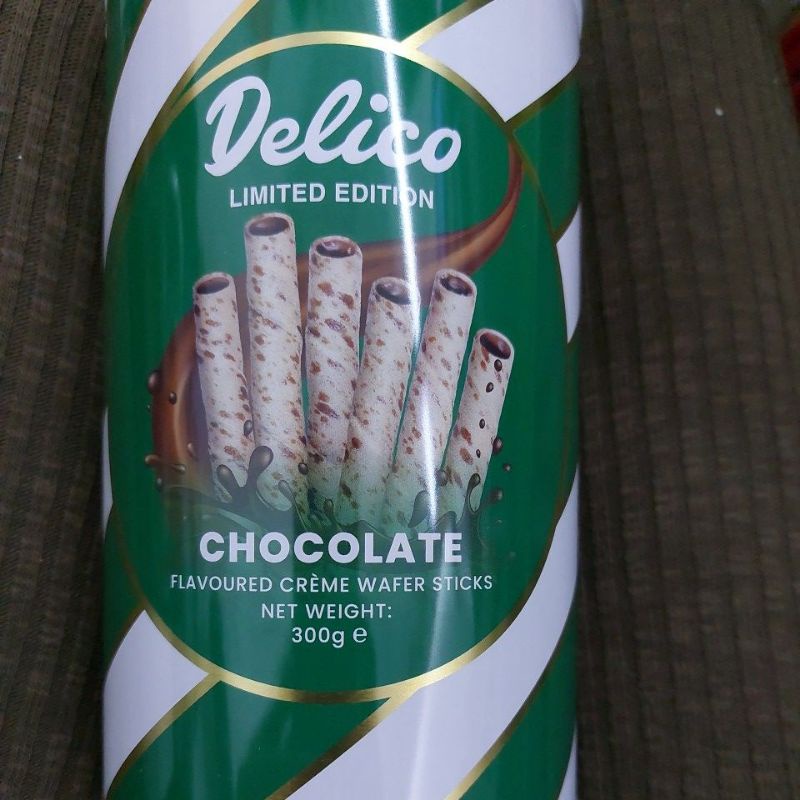 Delico
LIMITED EDITION
CHOCOLATE
FLAVOURED CRÈME WAFER STICKS
NET WEIGHT:
300g ℮